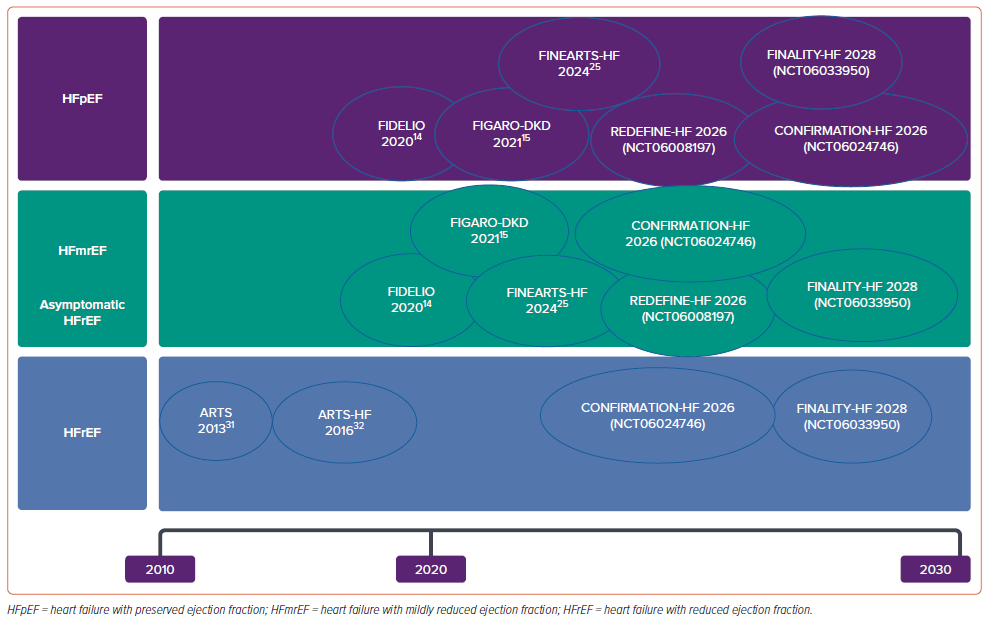 HFpEF
FINEARTS-HF
2024²⁵
FINALITY-HF 2028
(NCT06033950)
FIDELIO
2020¹⁴
FIGARO-DKD
2021¹⁵
REDEFINE-HF 2026
(NCT06008197)
CONFIRMATION-HF 2026
(NCT06024746)
HFmrEF
Asymptomatic
HFrEF
FIGARO-DKD
2021¹⁵
CONFIRMATION-HF
2026 (NCT06024746)
FIDELIO
2020¹⁴
FINEARTS-HF
2024²⁵
REDEFINE-HF 2026
(NCT06008197)
FINALITY-HF 2028
(NCT06033950)
HFrEF
ARTS
2013³¹
ARTS-HF
2016³²
CONFIRMATION-HF 2026
(NCT06024746)
FINALITY-HF 2028
(NCT06033950)
2010
2020
2030
HFpEF = heart failure with preserved ejection fraction; HFmrEF = heart failure with mildly reduced ejection fraction; HFrEF = heart failure with reduced ejection fraction.